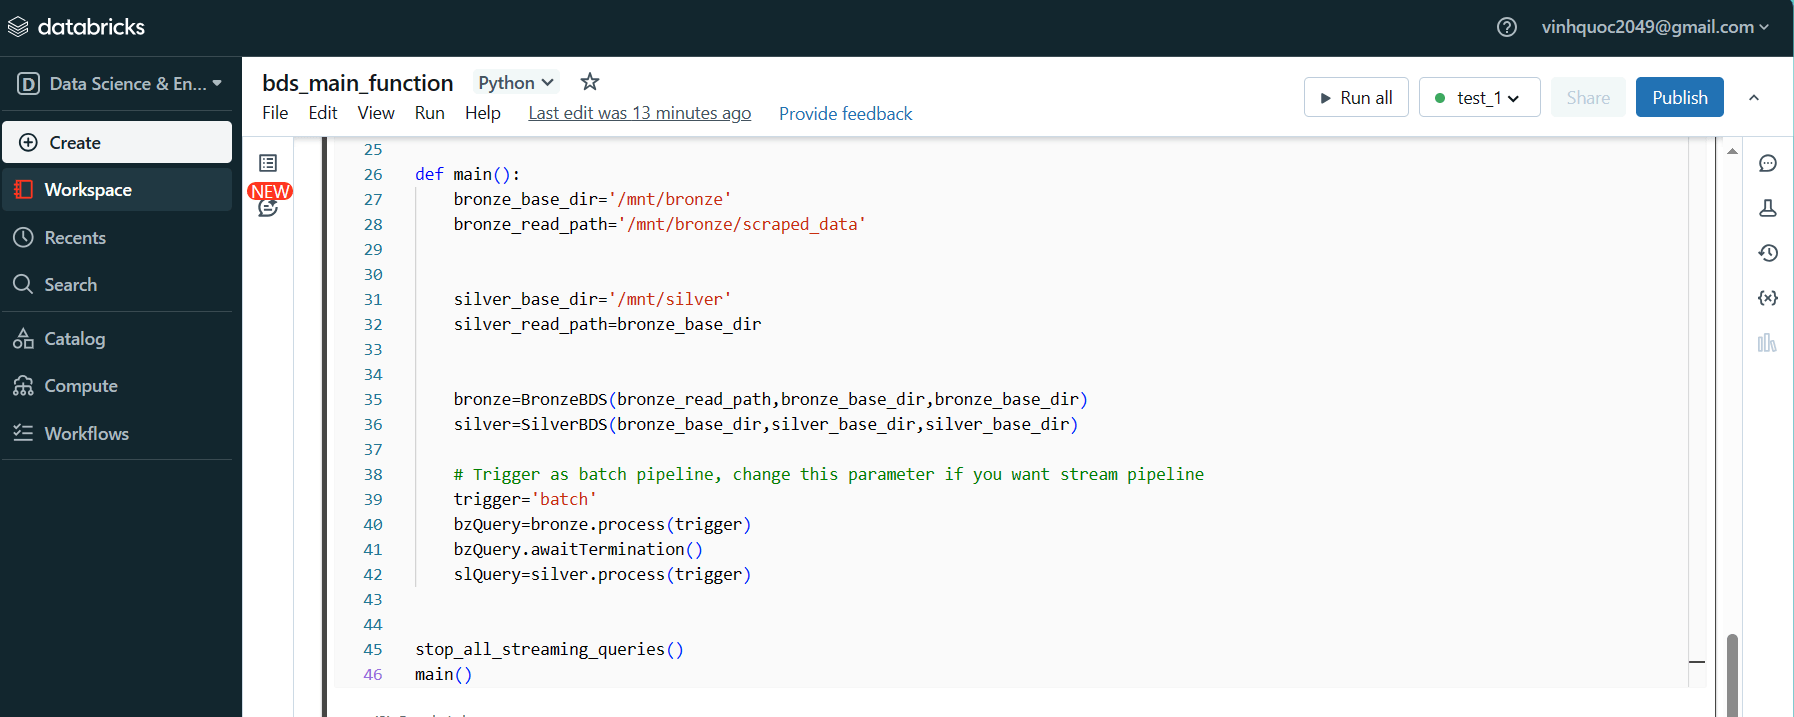 databricks
vinhquoc2049@gmail.com
D Data Science & En...
Create
Workspace
Recents
Search
Catalog
Compute
Workflows
bds_main_function Python
File Edit View Run Help Last edit was 13 minutes ago Provide feedback
Run all test_1 Share Publish
NEW
25
26 def main():
27 bronze_base_dir='/mnt/bronze'
28 bronze_read_path='/mnt/bronze/scraped_data'
29
30
31 silver_base_dir='/mnt/silver'
32 silver_read_path=bronze_base_dir
33
34
35 bronze=BronzeBDS(bronze_read_path,bronze_base_dir,bronze_base_dir)
36 silver=SilverBDS(bronze_base_dir,silver_base_dir,silver_base_dir)
37
38 # Trigger as batch pipeline, change this parameter if you want stream pipeline
39 trigger='batch'
40 bzQuery=bronze.process(trigger)
41 bzQuery.awaitTermination()
42 slQuery=silver.process(trigger)
43
44
45 stop_all_streaming_queries()
46 main()